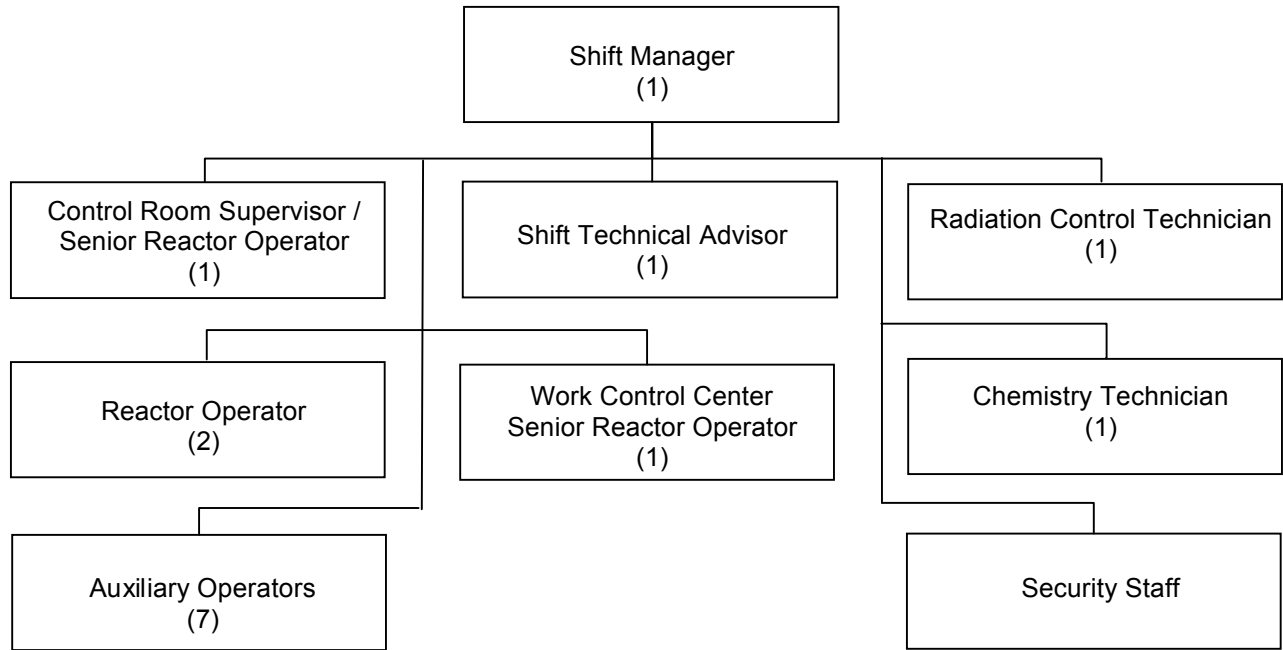 Shift Manager
(1)
Control Room Supervisor /
Senior Reactor Operator
(1)
Shift Technical Advisor
(1)
Radiation Control Technician
(1)
Reactor Operator
(2)
Work Control Center
Senior Reactor Operator
(1)
Chemistry Technician
(1)
Auxiliary Operators
(7)
Security Staff